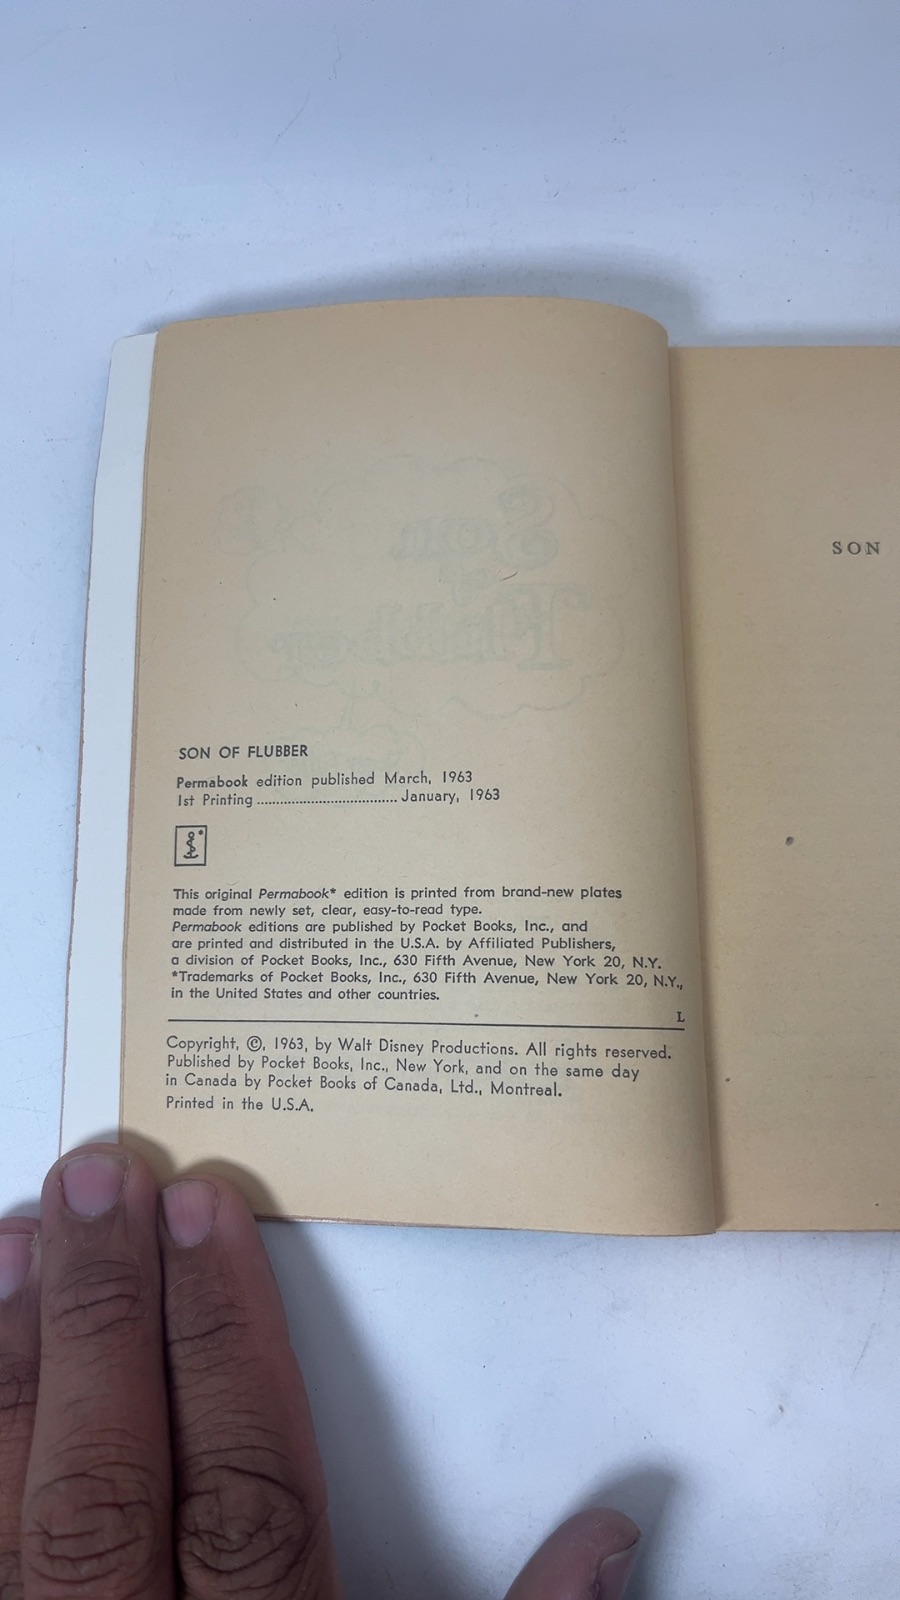 SON OF FLUBBER
Permabook edition published March, 1963
1st Printing .................................... January, 1963
This original Permabook* edition is printed from brand-new plates
made from newly set, clear, easy-to-read type.
Permabook editions are published by Pocket Books, Inc., and
are printed and distributed in the U.S.A. by Affiliated Publishers,
a division of Pocket Books, Inc., 630 Fifth Avenue, New York 20, N.Y.
*Trademarks of Pocket Books, Inc., 630 Fifth Avenue, New York 20, N.Y.,
in the United States and other countries.
L
Copyright, ©, 1963, by Walt Disney Productions. All rights reserved.
Published by Pocket Books, Inc., New York, and on the same day
in Canada by Pocket Books of Canada, Ltd., Montreal.
Printed in the U.S.A.
SON